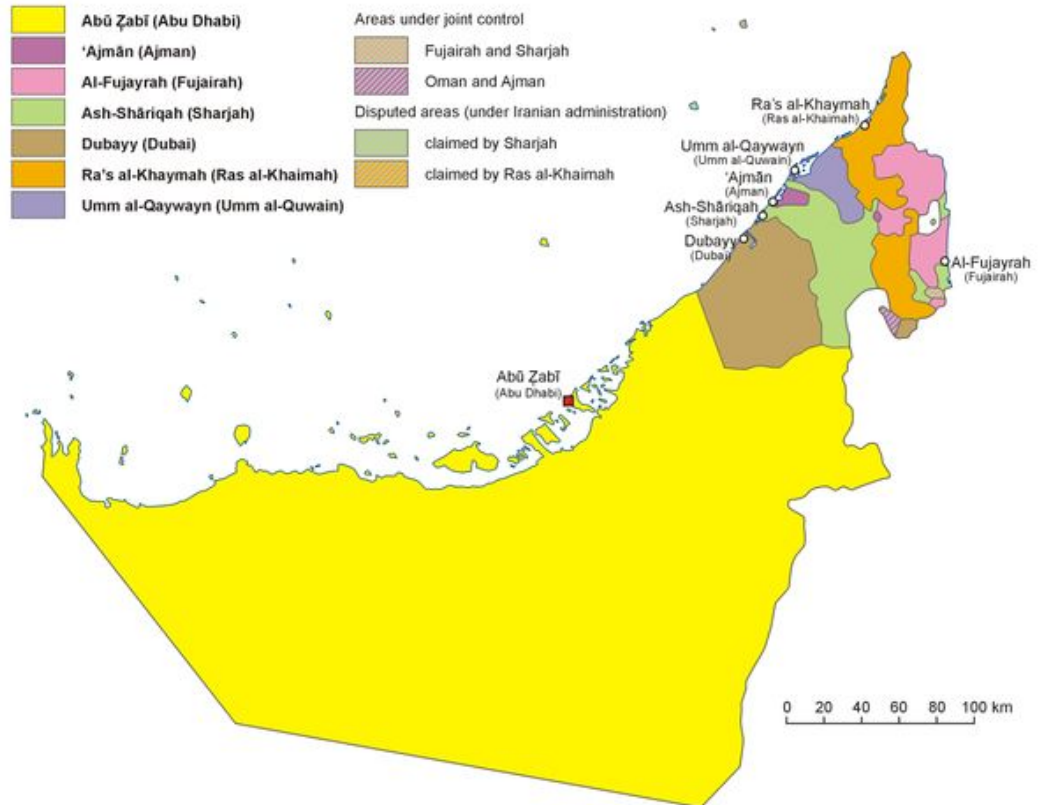 Abū Z̧abī (Abu Dhabi)
‘Ajmān (Ajman)
Al-Fujayrah (Fujairah)
Ash-Shāriqah (Sharjah)
Dubayy (Dubai)
Ra's al-Khaymah (Ras al-Khaimah)
Umm al-Qaywayn (Umm al-Quwain)
Areas under joint control
Fujairah and Sharjah
Oman and Ajman
Disputed areas (under Iranian administration)
claimed by Sharjah
claimed by Ras al-Khaimah
Ra's al-Khaymah
(Ras al-Khaimah)
Umm al-Qaywayn
(Umm al-Quwain)
‘Ajmān
(Ajman)
Ash-Shāriqah
(Sharjah)
Dubayy
(Dubai)
Al-Fujayrah
(Fujairah)
Abū Z̧abī
(Abu Dhabi)
0 20 40 60 80 100 km